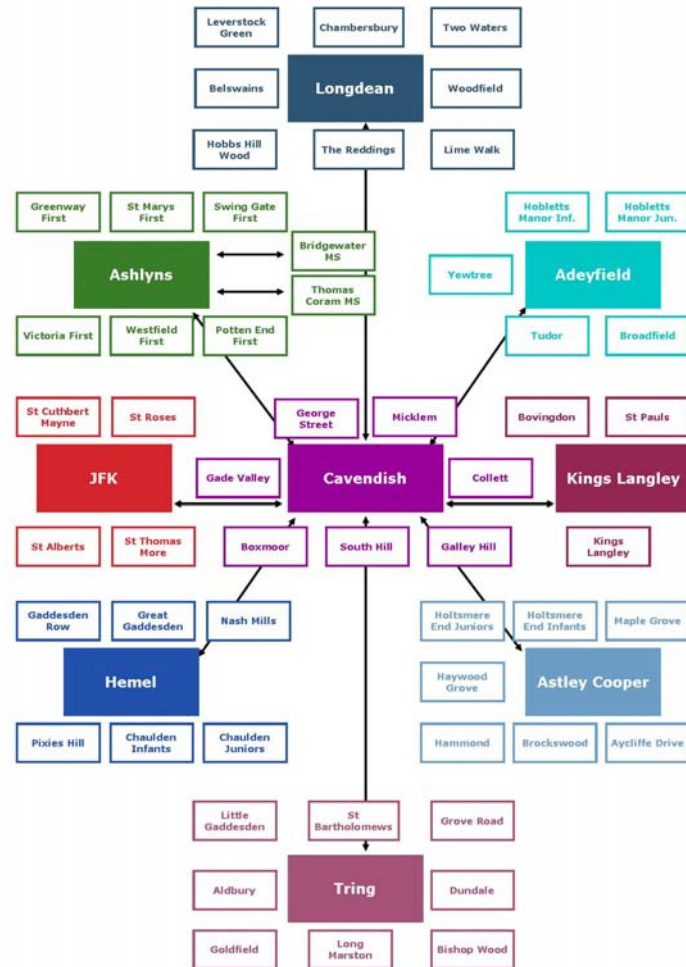 Leverstock
Green
Chambersbury
Two Waters
Belswains
Longdean
Woodfield
Hobbs Hill
Wood
The Reddings
Lime Walk
Greenway
First
St Marys
First
Swing Gate
First
Bridgewater
MS
Ashlyns
Thomas
Coram MS
Victoria First
Westfield
First
Potten End
First
Hobletts
Manor Inf.
Hobletts
Manor Jun.
Yewtree
Adeyfield
Tudor
Broadfield
St Cuthbert
Mayne
St Roses
George
Street
Micklem
Bovingdon
St Pauls
JFK
Gade Valley
Cavendish
Collett
Kings Langley
St Alberts
St Thomas
More
Boxmoor
South Hill
Galley Hill
Kings
Langley
Gaddesden
Row
Great
Gaddesden
Nash Mills
Hemel
Pixies Hill
Chaulden
Infants
Chaulden
Juniors
Holtsmere
End Juniors
Holtsmere
End Infants
Maple Grove
Haywood
Grove
Astley Cooper
Hammond
Brockswood
Aycliffe Drive
Little
Gaddesden
St
Bartholomews
Grove Road
Aldbury
Tring
Dundale
Goldfield
Long
Marston
Bishop Wood